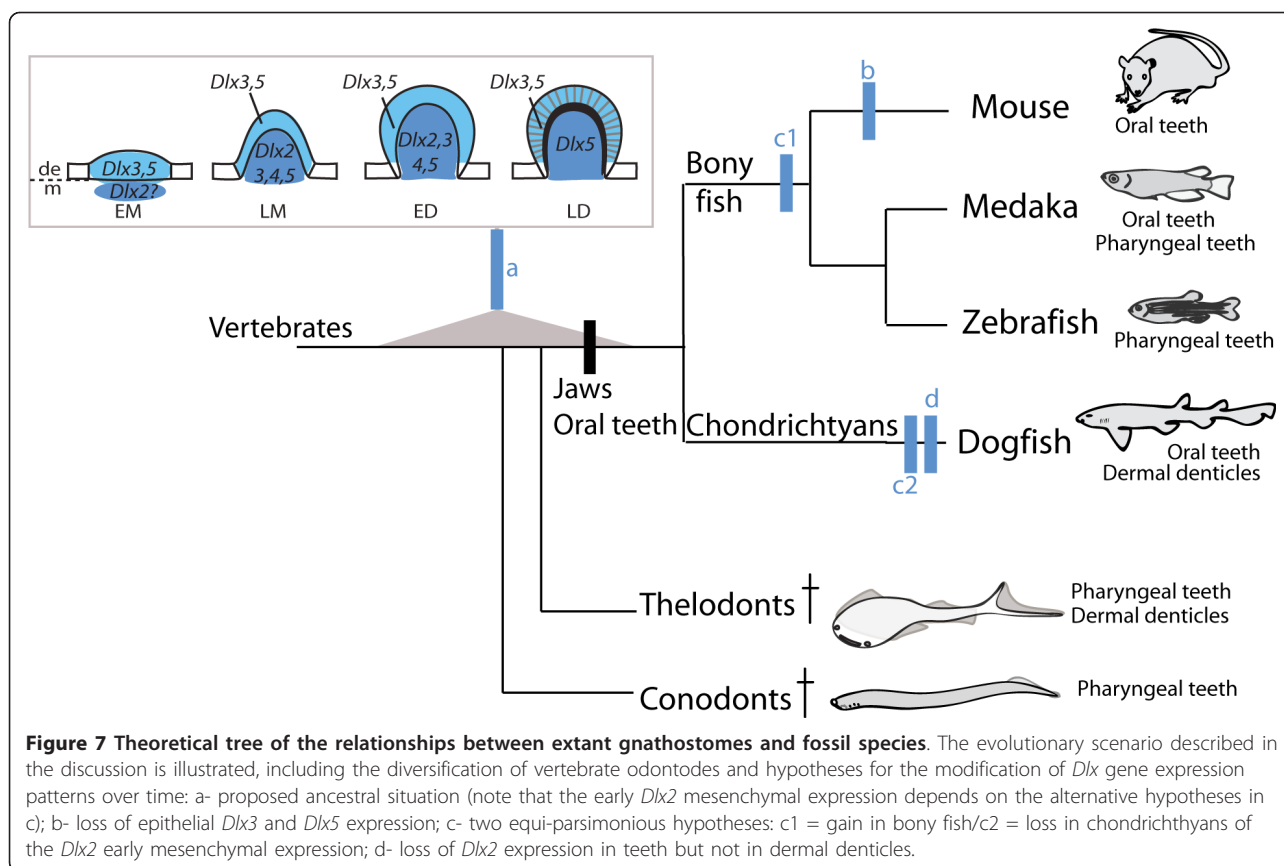 Dlx3,5
Dlx3,5
Dlx3,5
Dlx3,5
Dlx2?
Dlx2
3,4,5
Dlx2,3
4,5
Dlx5
de
m
EM
LM
ED
LD
a
Vertebrates
Jaws
Oral teeth
Bony
fish
c1
b
Mouse
Oral teeth
Medaka
Oral teeth
Pharyngeal teeth
Zebrafish
Pharyngeal teeth
Chondrichtyans
c2
d
Dogfish
Oral teeth
Dermal denticles
Thelodonts †
Pharyngeal teeth
Dermal denticles
Conodonts †
Pharyngeal teeth
Figure 7 Theoretical tree of the relationships between extant gnathostomes and fossil species. The evolutionary scenario described in
the discussion is illustrated, including the diversification of vertebrate odontodes and hypotheses for the modification of Dlx gene expression
patterns over time: a- proposed ancestral situation (note that the early Dlx2 mesenchymal expression depends on the alternative hypotheses in
c); b- loss of epithelial Dlx3 and Dlx5 expression; c- two equi-parsimonious hypotheses: c1 = gain in bony fish/c2 = loss in chondrichthyans of
the Dlx2 early mesenchymal expression; d- loss of Dlx2 expression in teeth but not in dermal denticles.